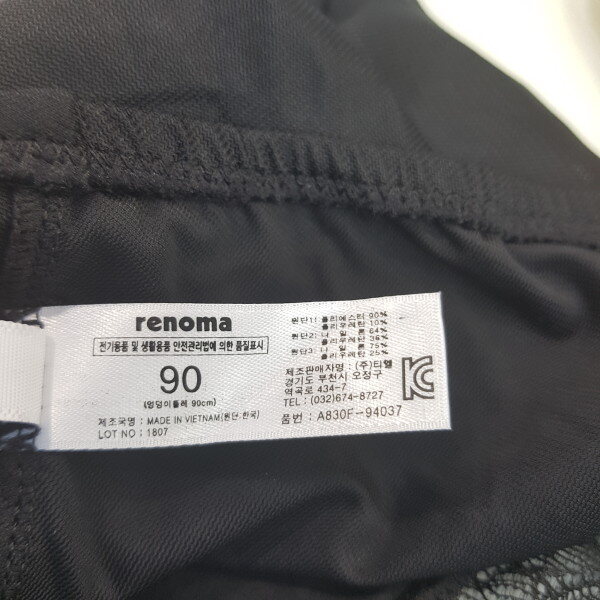 renoma
전기용품 및 생활용품 안전관리법에 의한 품질표시
90
(엉덩이둘레 90cm)
제조국명 : MADE IN VIETNAM(원단:한국)
LOT NO : 1807
원단1: 폴리에스터 90%
폴리우레탄 10%
원단2: 나 일 론 64%
폴리우레탄 36%
원단3: 나 일 론 75%
폴리우레탄 25%
제조판매자명 : (주)티엘
경기도 부천시 오정구
역곡로 434-7
TEL : (032)674-8727
품번 : A830F-94037